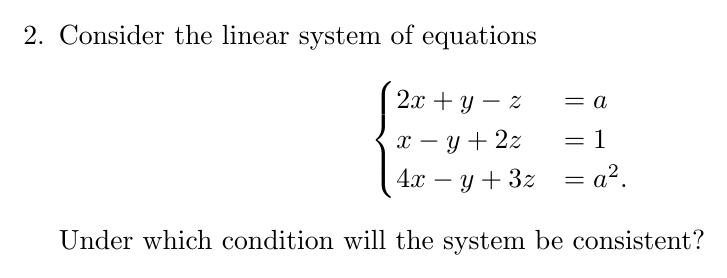 2. Consider the linear system of equations
2x + y − z = a
x − y + 2z = 1
4x − y + 3z = a².
Under which condition will the system be consistent?